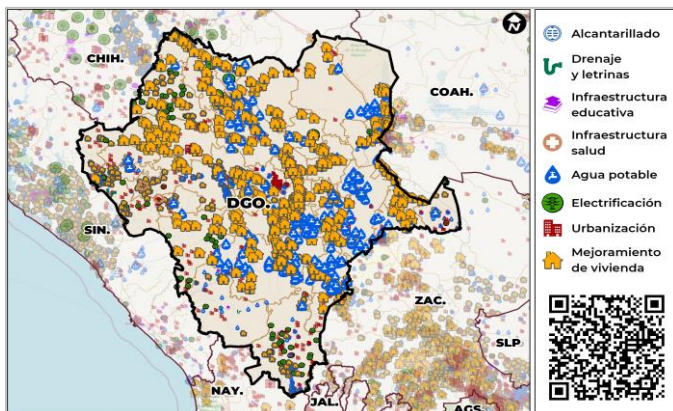 N
CHIH.
COAH.
DGO.
SIN.
ZAC.
SLP
NAY.
JAL.
AGS.
Alcantarillado
Drenaje
y letrinas
Infraestructura
educativa
Infraestructura
salud
Agua potable
Electrificación
Urbanización
Mejoramiento
de vivienda